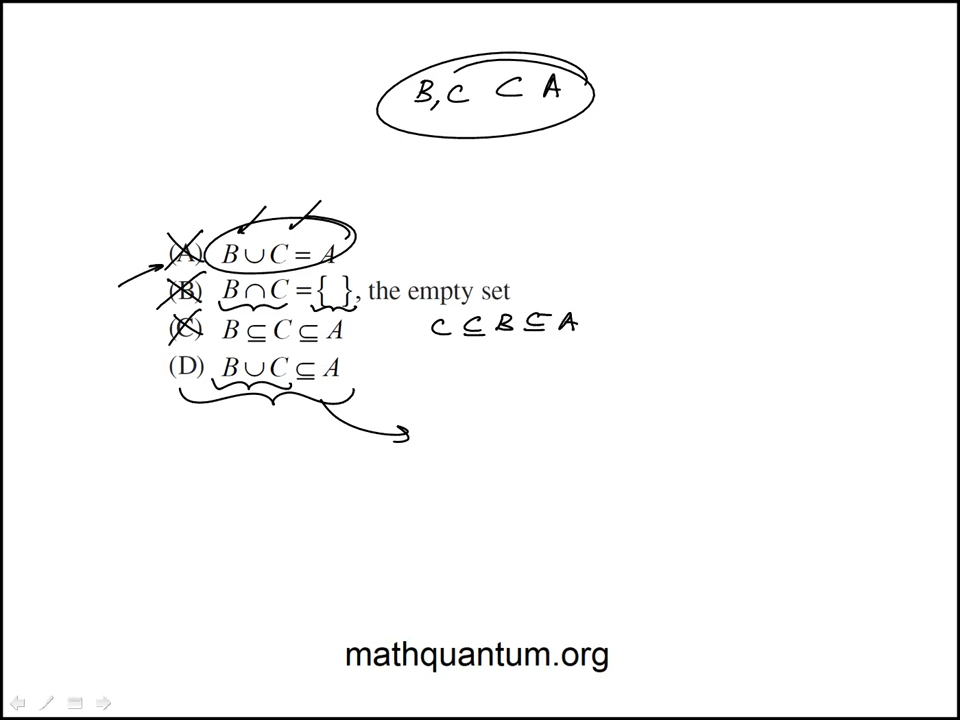 B, C ⊂ A
(A) B ∪ C = A
(B) B ∩ C = { }, the empty set
(C) B ⊆ C ⊆ A C ⊆ B ⊆ A
(D) B ∪ C ⊆ A
mathquantum.org